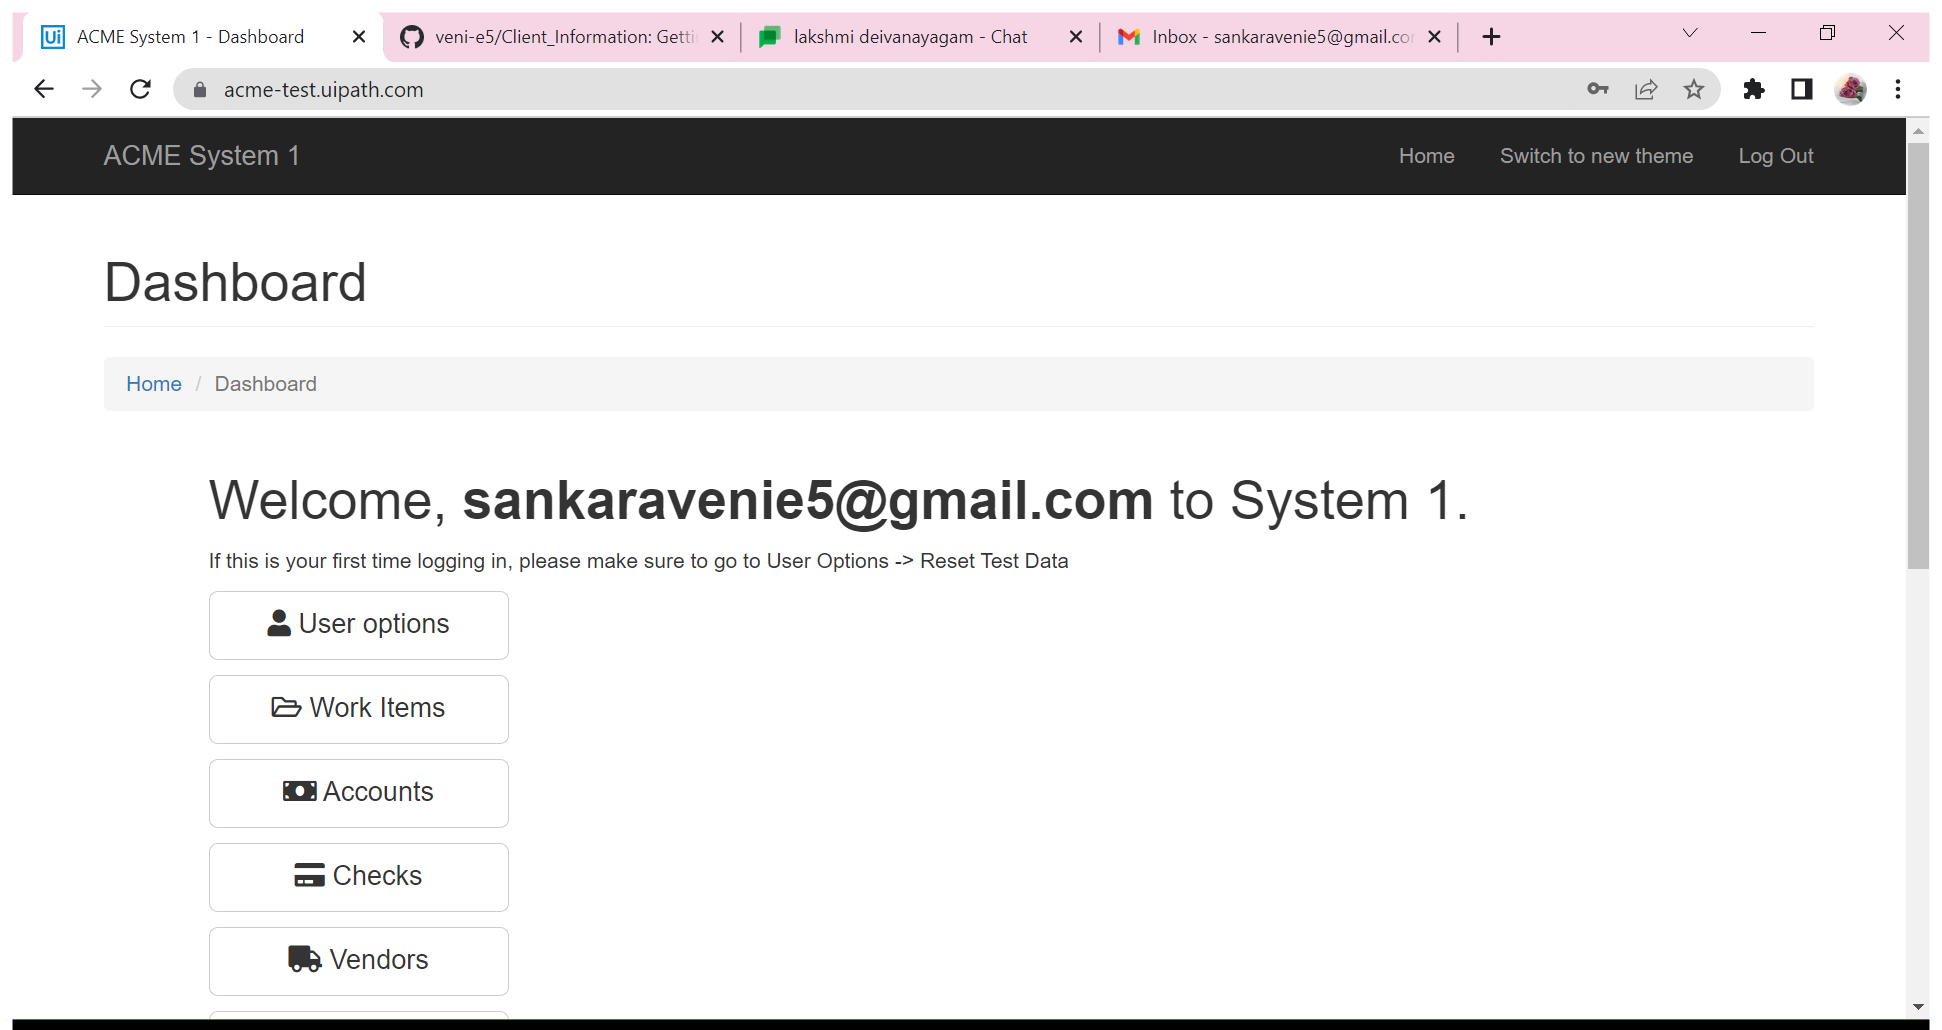 Ui ACME System 1 - Dashboard
veni-e5/Client_Information: Getti
lakshmi deivanayagam - Chat
Inbox - sankaravenie5@gmail.co
acme-test.uipath.com
ACME System 1
Home
Switch to new theme
Log Out
Dashboard
Home / Dashboard
Welcome, sankaravenie5@gmail.com to System 1.
If this is your first time logging in, please make sure to go to User Options -> Reset Test Data
User options
Work Items
Accounts
Checks
Vendors